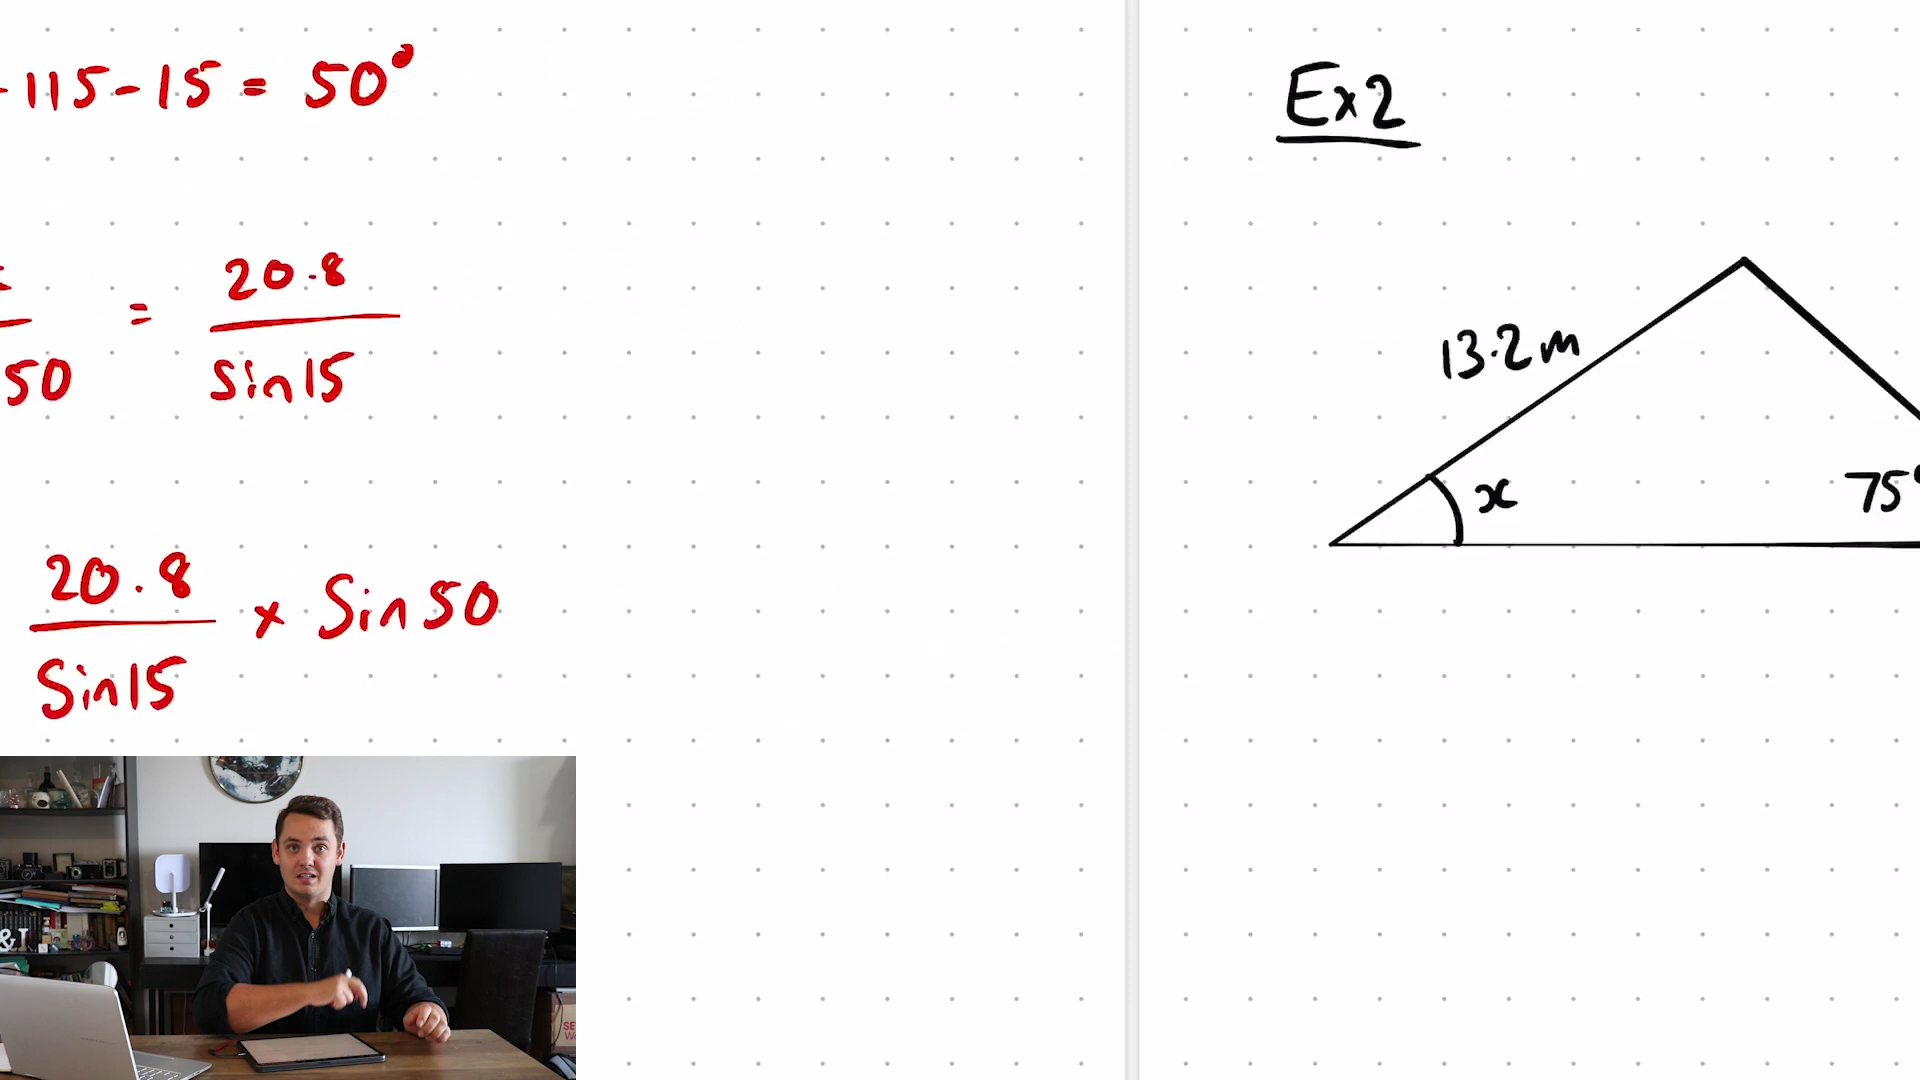 -115-15 = 50°
= 20.8
50 Sin15
20.8 × Sin50
Sin15
Ex2
13.2m
x
75°
&